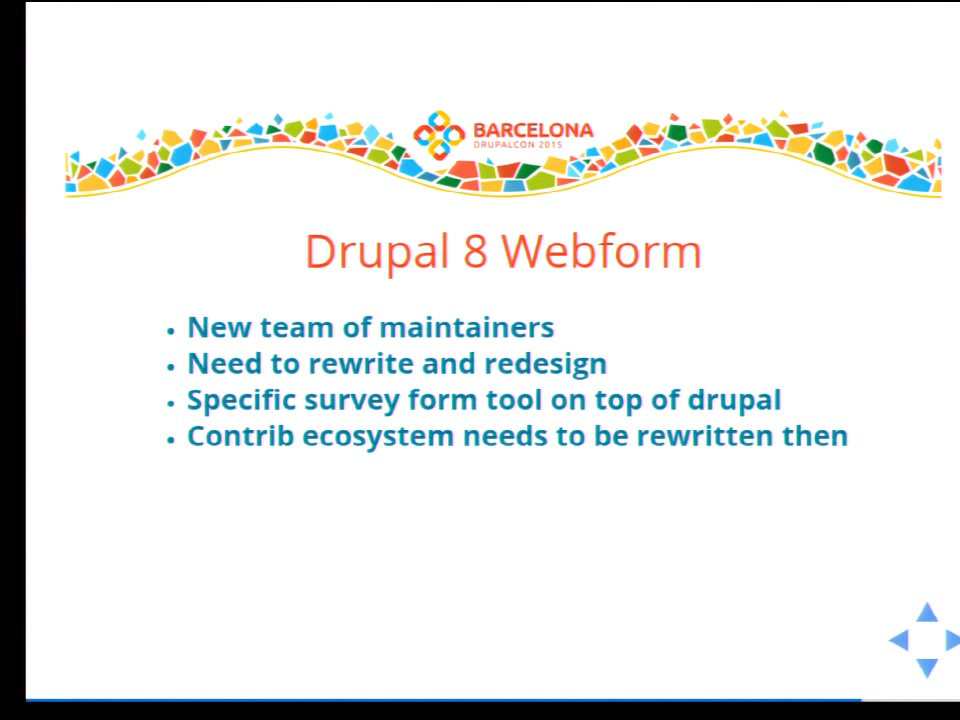 BARCELONA
DRUPALCON 2015
Drupal 8 Webform
• New team of maintainers
• Need to rewrite and redesign
• Specific survey form tool on top of drupal
• Contrib ecosystem needs to be rewritten then